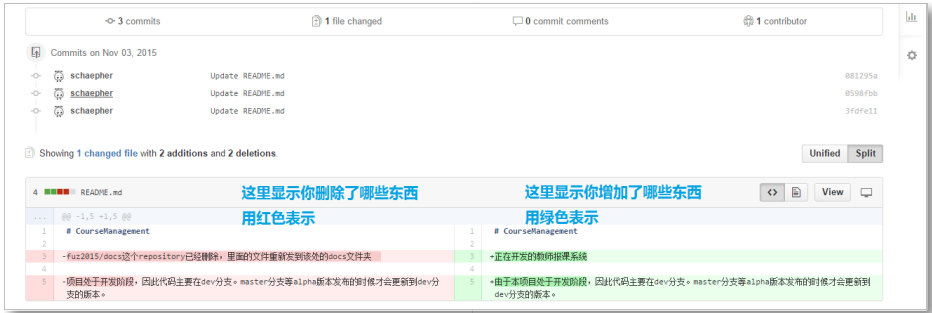 3 commits
1 file changed
0 commit comments
1 contributor
Commits on Nov 03, 2015
schaepher Update README.md 081295a
schaepher Update README.md 0598fbb
schaepher Update README.md 3fdfe11
Showing 1 changed file with 2 additions and 2 deletions.
Unified Split
4 README.md
这里显示你删除了哪些东西
用红色表示
这里显示你增加了哪些东西
用绿色表示
<> View
... @@ -1,5 +1,5 @@
1 # CourseManagement
2
3 -fuz2015/docs这个repository已经删除，里面的文件重新发到该处的docs文件夹
4
5 -项目处于开发阶段，因此代码主要在dev分支。master分支等alpha版本发布的时候才会更新到dev分
支的版本。
1 # CourseManagement
2
3 +正在开发的教师报课系统
4
5 +由于本项目处于开发阶段，因此代码主要在dev分支。master分支等alpha版本发布的时候才会更新到
dev分支的版本。